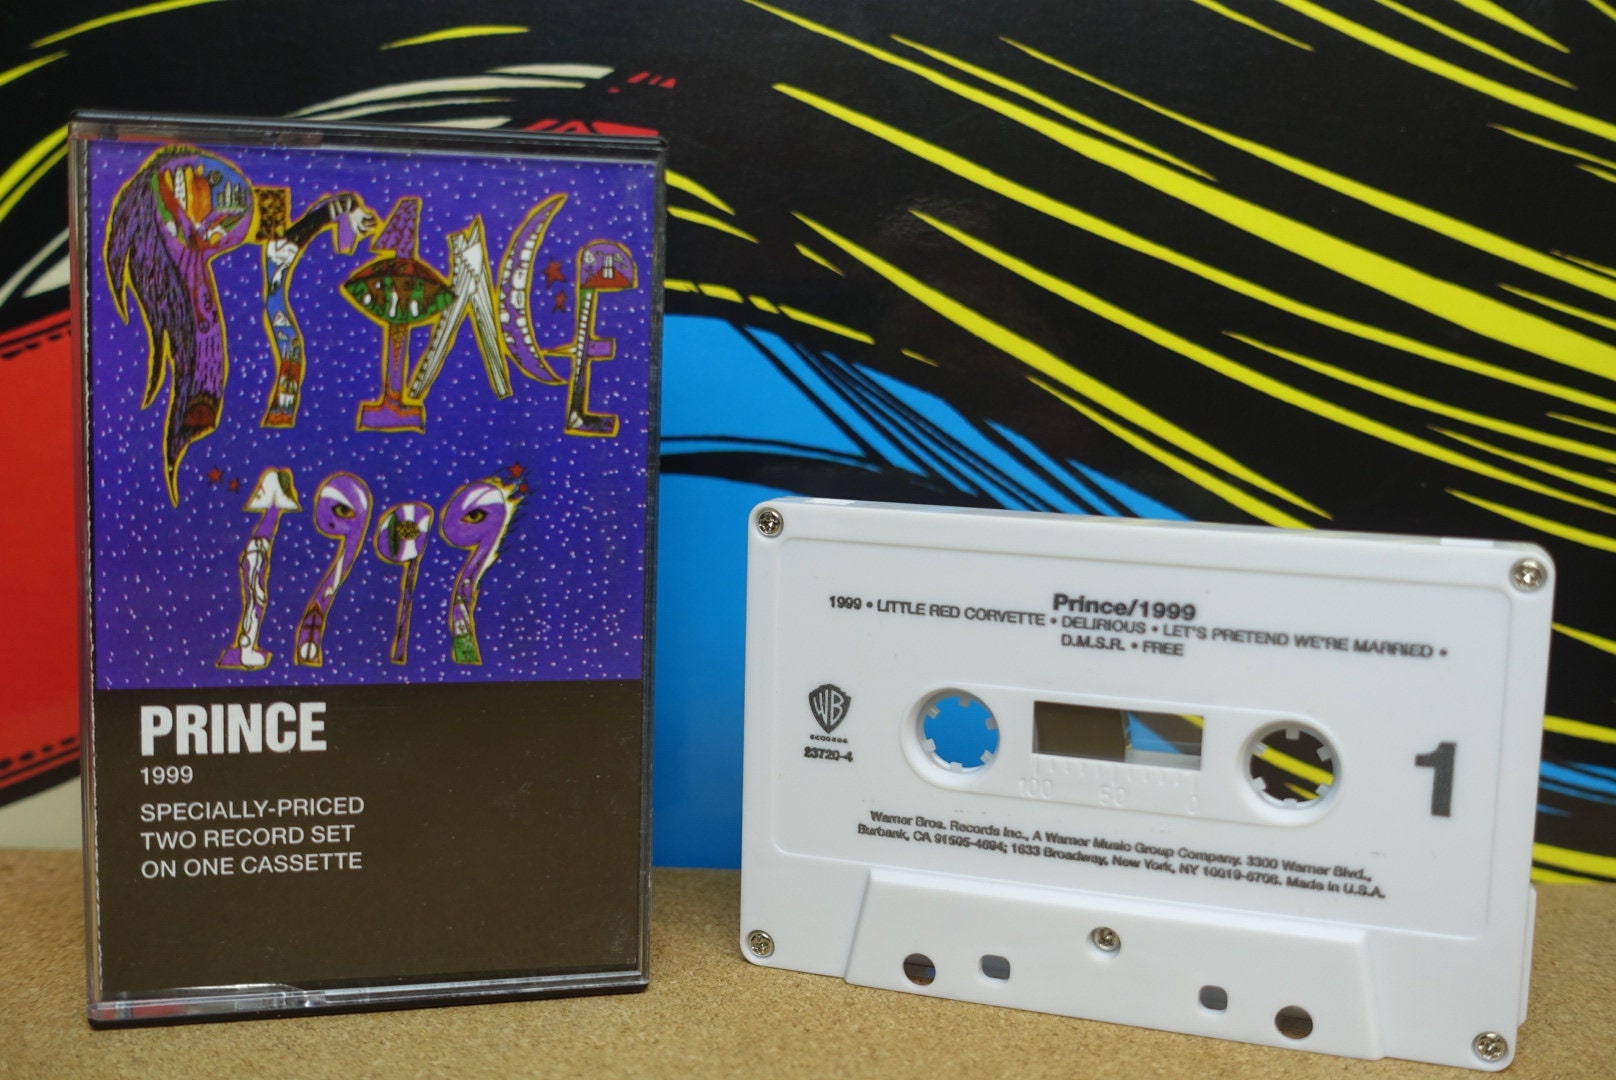 PRINCE
1999
PRINCE
1999
SPECIALLY-PRICED
TWO RECORD SET
ON ONE CASSETTE
Prince/1999
1999 • LITTLE RED CORVETTE • DELIRIOUS • LET'S PRETEND WE'RE MARRIED •
D.M.S.R. • FREE
WB
23720-4
1
100 50 0
Warner Bros. Records Inc., A Warner Music Group Company. 3300 Warner Blvd.,
Burbank, CA 91505-4694; 1633 Broadway, New York, NY 10019-6708. Made in U.S.A.